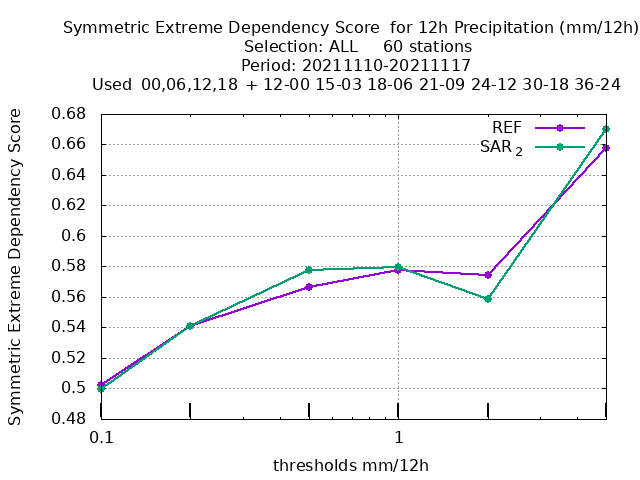 Symmetric Extreme Dependency Score  for 12h Precipitation (mm/12h)
Selection: ALL     60 stations
Period: 20211110-20211117
Used  00,06,12,18  + 12-00 15-03 18-06 21-09 24-12 30-18 36-24
Symmetric Extreme Dependency Score
0.68
0.66
0.64
0.62
0.6
0.58
0.56
0.54
0.52
0.5
0.48
REF
SAR 2
0.1
1
thresholds mm/12h